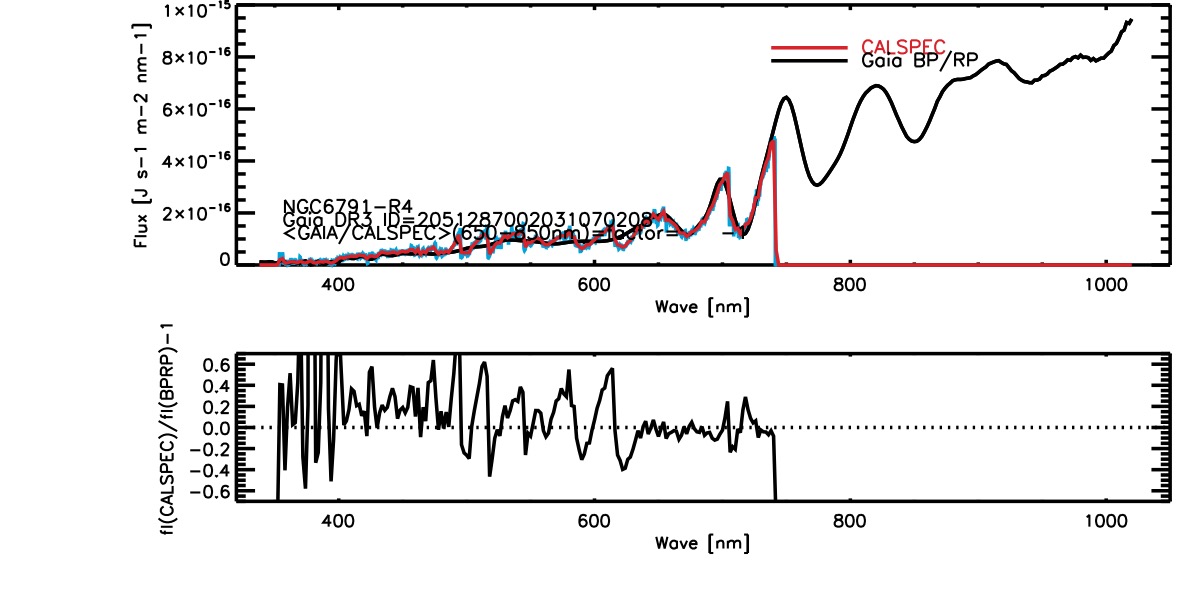 1×10−15
8×10−16
6×10−16
4×10−16
2×10−16
0
Flux [J s−1 m−2 nm−1]
CALSPEC
Gaia BP/RP
NGC6791−R4
Gaia DR3 ID=2051287002031070208
<GAIA/CALSPEC>(650−850nm)=factor=
400 600 800 1000
Wave [nm]
0.6
0.4
0.2
0.0
−0.2
−0.4
−0.6
fl(CALSPEC)/fl(BPRP)−1
400 600 800 1000
Wave [nm]